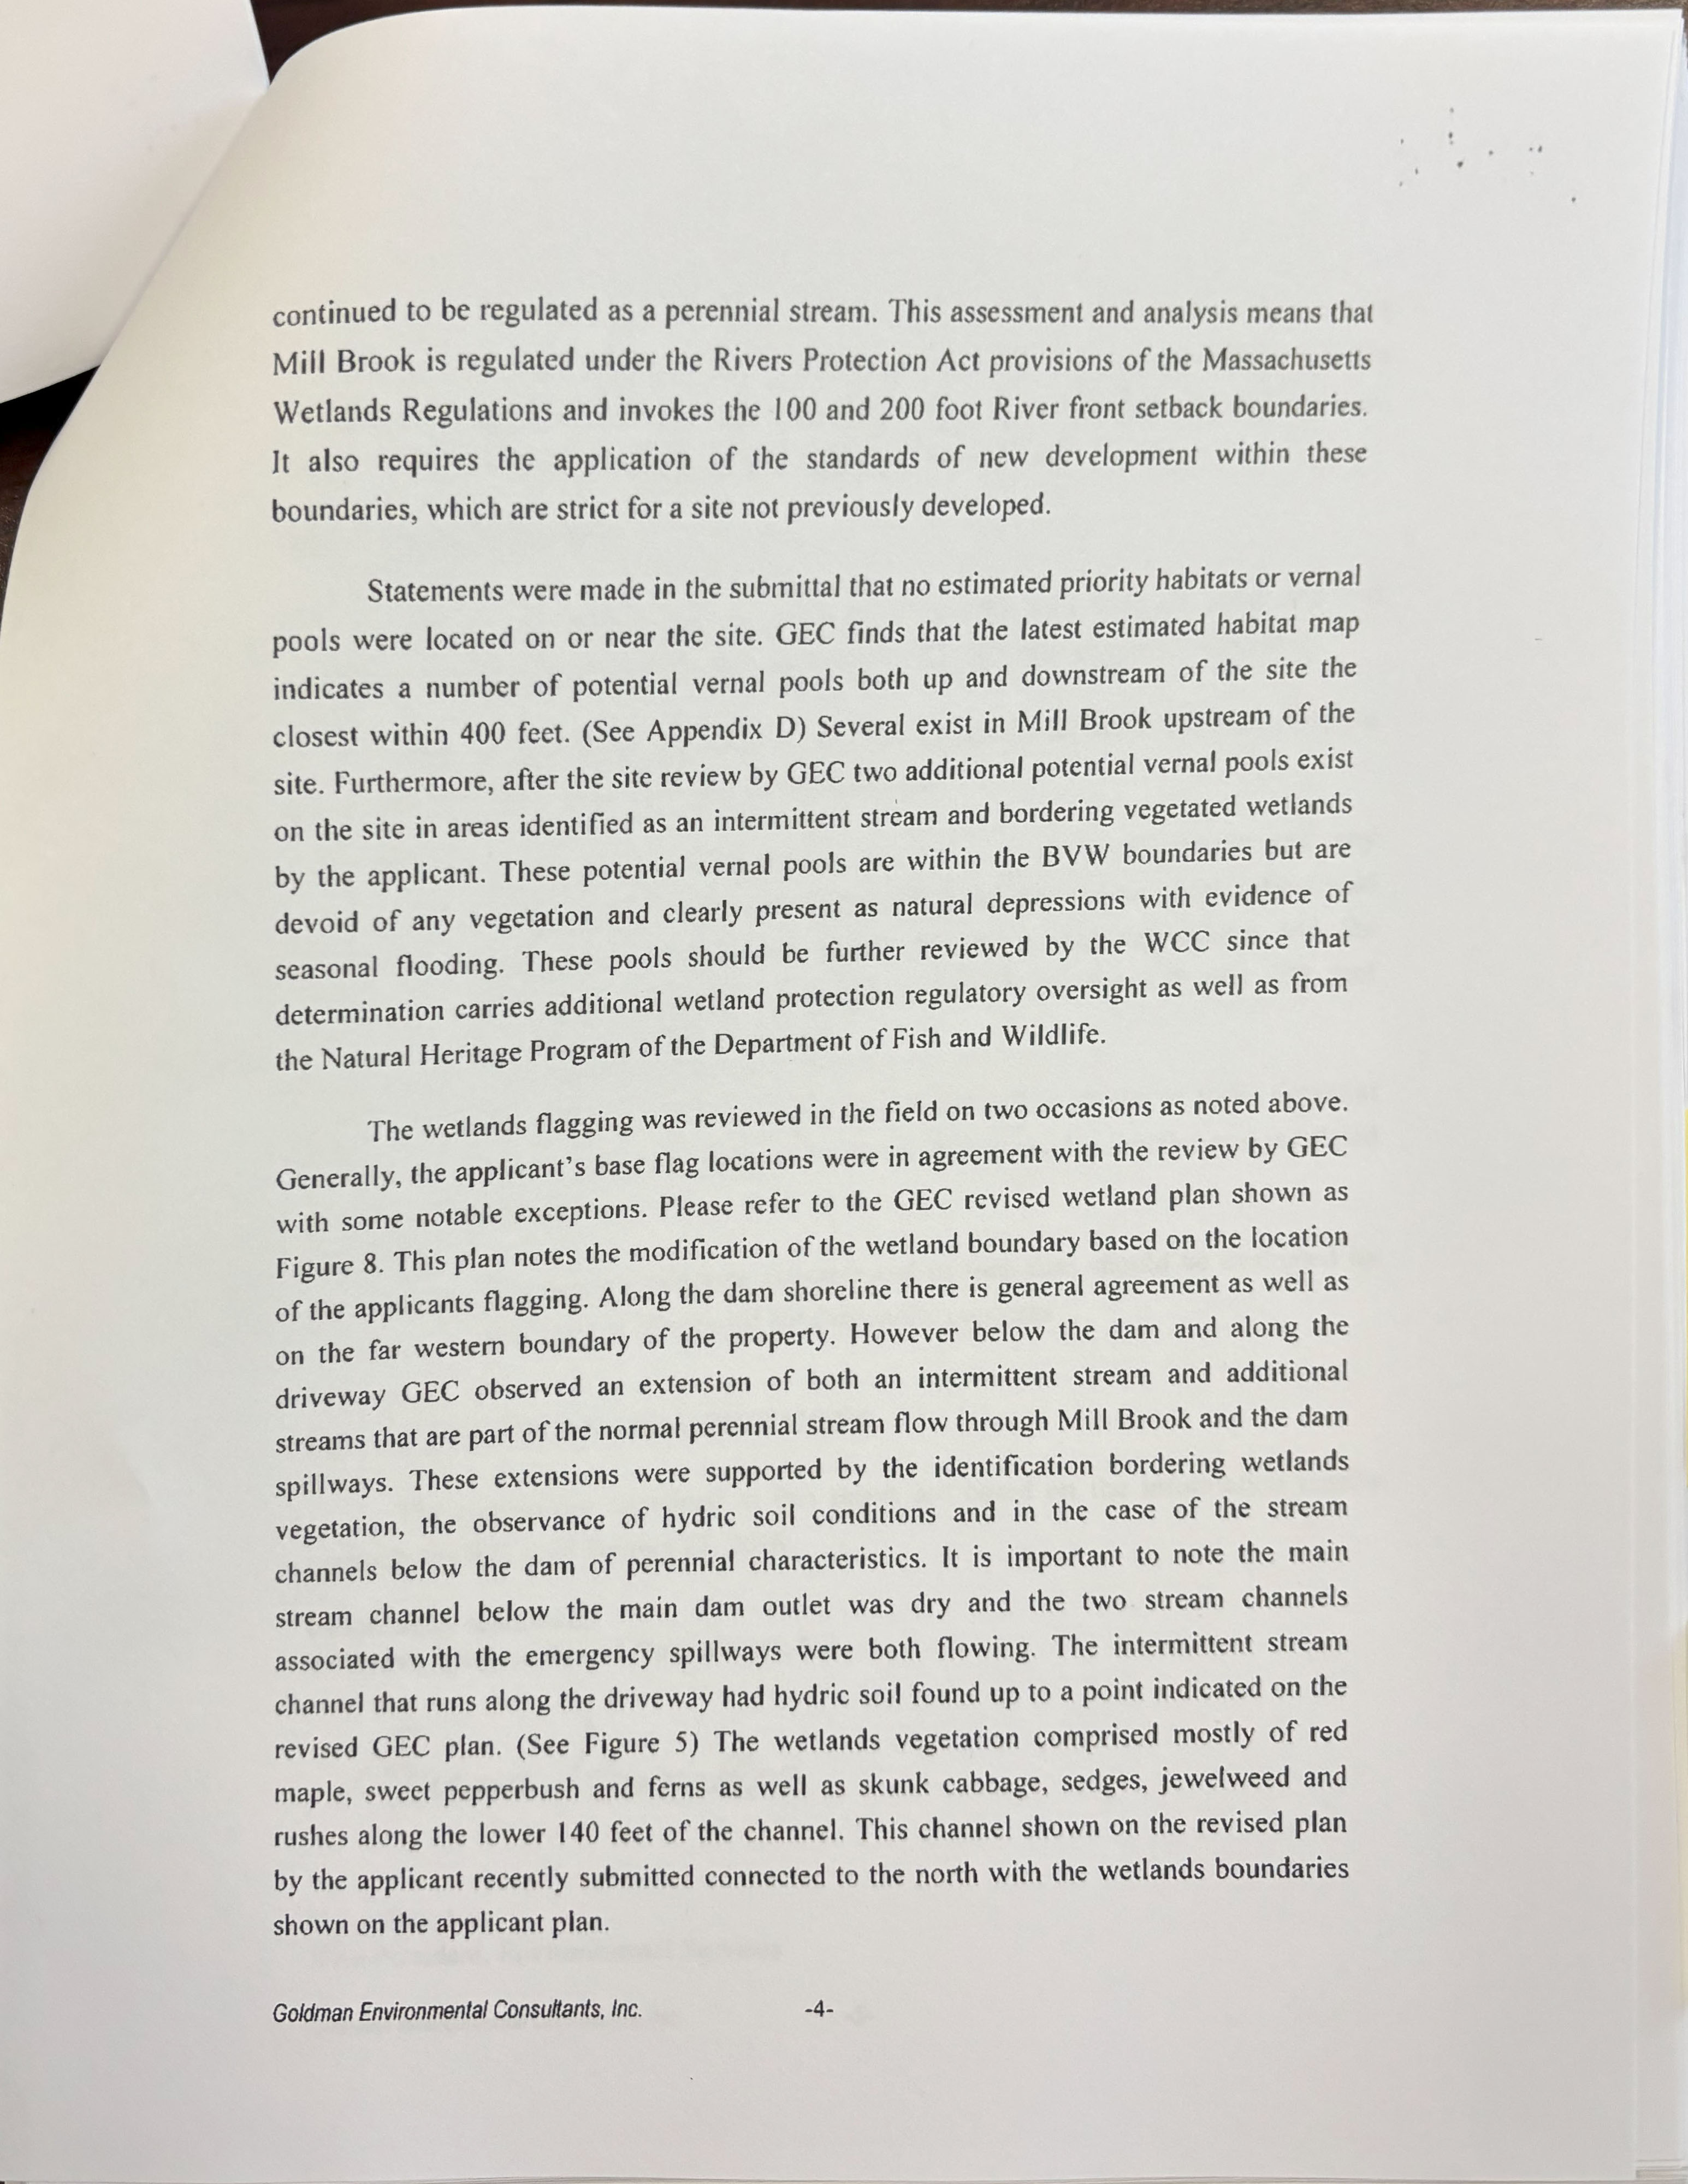 continued to be regulated as a perennial stream. This assessment and analysis means that
Mill Brook is regulated under the Rivers Protection Act provisions of the Massachusetts
Wetlands Regulations and invokes the 100 and 200 foot River front setback boundaries.
It also requires the application of the standards of new development within these
boundaries, which are strict for a site not previously developed.
Statements were made in the submittal that no estimated priority habitats or vernal
pools were located on or near the site. GEC finds that the latest estimated habitat map
indicates a number of potential vernal pools both up and downstream of the site the
closest within 400 feet. (See Appendix D) Several exist in Mill Brook upstream of the
site. Furthermore, after the site review by GEC two additional potential vernal pools exist
on the site in areas identified as an intermittent stream and bordering vegetated wetlands
by the applicant. These potential vernal pools are within the BVW boundaries but are
devoid of any vegetation and clearly present as natural depressions with evidence of
seasonal flooding. These pools should be further reviewed by the WCC since that
determination carries additional wetland protection regulatory oversight as well as from
the Natural Heritage Program of the Department of Fish and Wildlife.
The wetlands flagging was reviewed in the field on two occasions as noted above.
Generally, the applicant's base flag locations were in agreement with the review by GEC
with some notable exceptions. Please refer to the GEC revised wetland plan shown as
Figure 8. This plan notes the modification of the wetland boundary based on the location
of the applicants flagging. Along the dam shoreline there is general agreement as well as
on the far western boundary of the property. However below the dam and along the
driveway GEC observed an extension of both an intermittent stream and additional
streams that are part of the normal perennial stream flow through Mill Brook and the dam
spillways. These extensions were supported by the identification bordering wetlands
vegetation, the observance of hydric soil conditions and in the case of the stream
channels below the dam of perennial characteristics. It is important to note the main
stream channel below the main dam outlet was dry and the two stream channels
associated with the emergency spillways were both flowing. The intermittent stream
channel that runs along the driveway had hydric soil found up to a point indicated on the
revised GEC plan. (See Figure 5) The wetlands vegetation comprised mostly of red
maple, sweet pepperbush and ferns as well as skunk cabbage, sedges, jewelweed and
rushes along the lower 140 feet of the channel. This channel shown on the revised plan
by the applicant recently submitted connected to the north with the wetlands boundaries
shown on the applicant plan.
Goldman Environmental Consultants, Inc. -4-